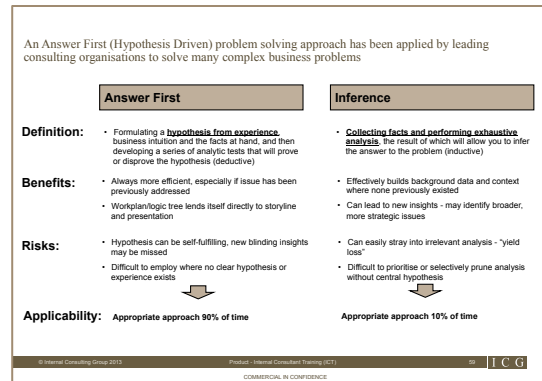 An Answer First (Hypothesis Driven) problem solving approach has been applied by leading
consulting organisations to solve many complex business problems
Answer First
Inference
Definition:
• Formulating a hypothesis from experience,
business intuition and the facts at hand, and then
developing a series of analytic tests that will prove
or disprove the hypothesis (deductive)
• Collecting facts and performing exhaustive
analysis, the result of which will allow you to infer
the answer to the problem (inductive)
Benefits:
• Always more efficient, especially if issue has been
previously addressed
• Workplan/logic tree lends itself directly to storyline
and presentation
• Effectively builds background data and context
where none previously existed
• Can lead to new insights - may identify broader,
more strategic issues
Risks:
• Hypothesis can be self-fulfilling, new blinding insights
may be missed
• Difficult to employ where no clear hypothesis or
experience exists
• Can easily stray into irrelevant analysis - "yield
loss"
• Difficult to prioritise or selectively prune analysis
without central hypothesis
Applicability:
Appropriate approach 90% of time
Appropriate approach 10% of time
© Internal Consulting Group 2013
Product - Internal Consultant Training (ICT)
59
I C G
COMMERCIAL IN CONFIDENCE